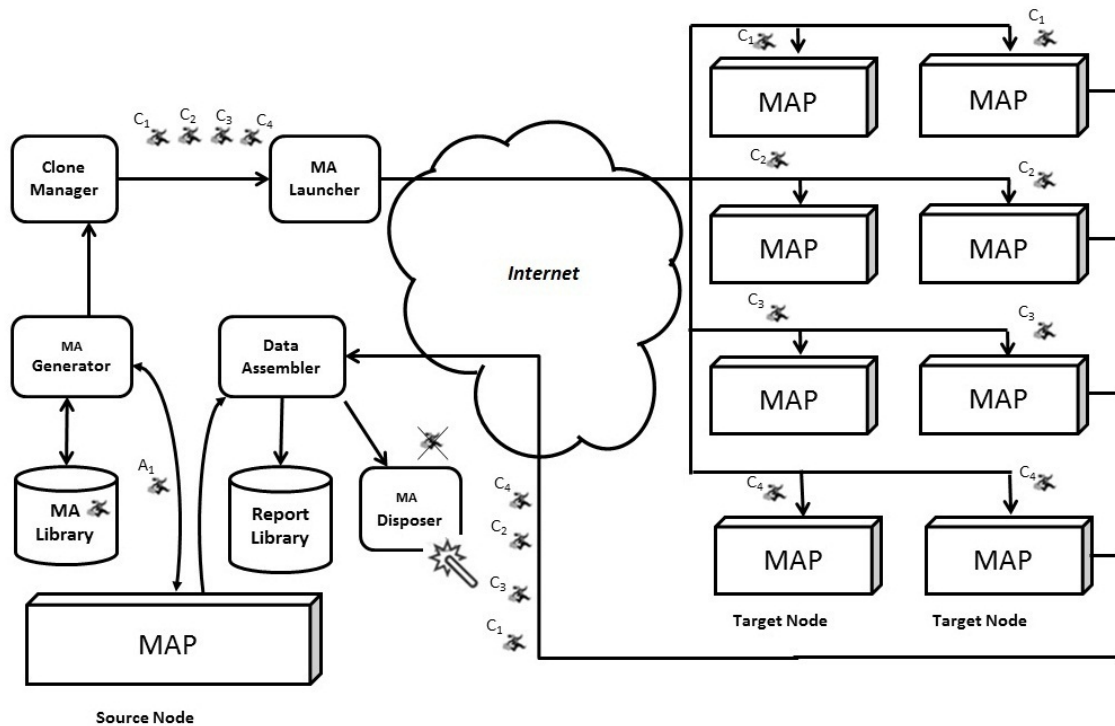 C1 C2 C3 C4
Clone
Manager
MA
Launcher
Internet
MA
Generator
Data
Assembler
A1
MA
Library
Report
Library
MA
Disposer
C4
C2
C3
C1
MAP
Source Node
C1
MAP
C1
MAP
C2
MAP
C2
MAP
C3
MAP
C3
MAP
C4
MAP
C4
MAP
Target Node
Target Node